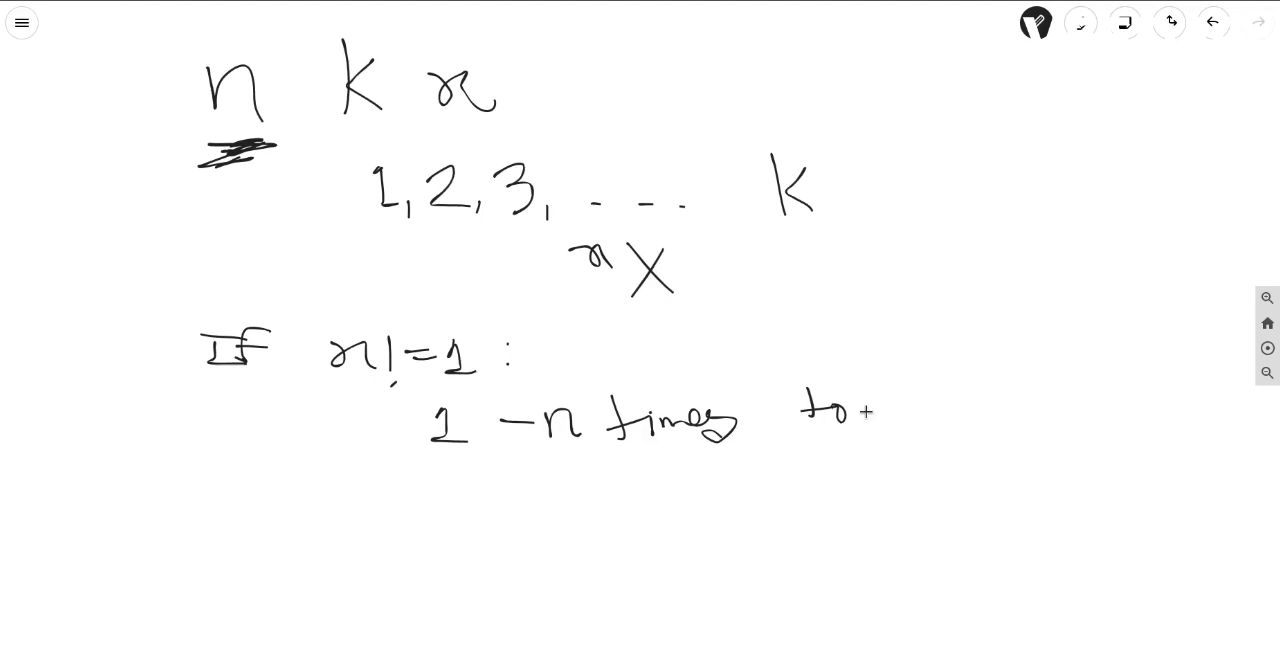 n k x
1, 2, 3, - - - k
x X
If x != 1 :
1 - n times to